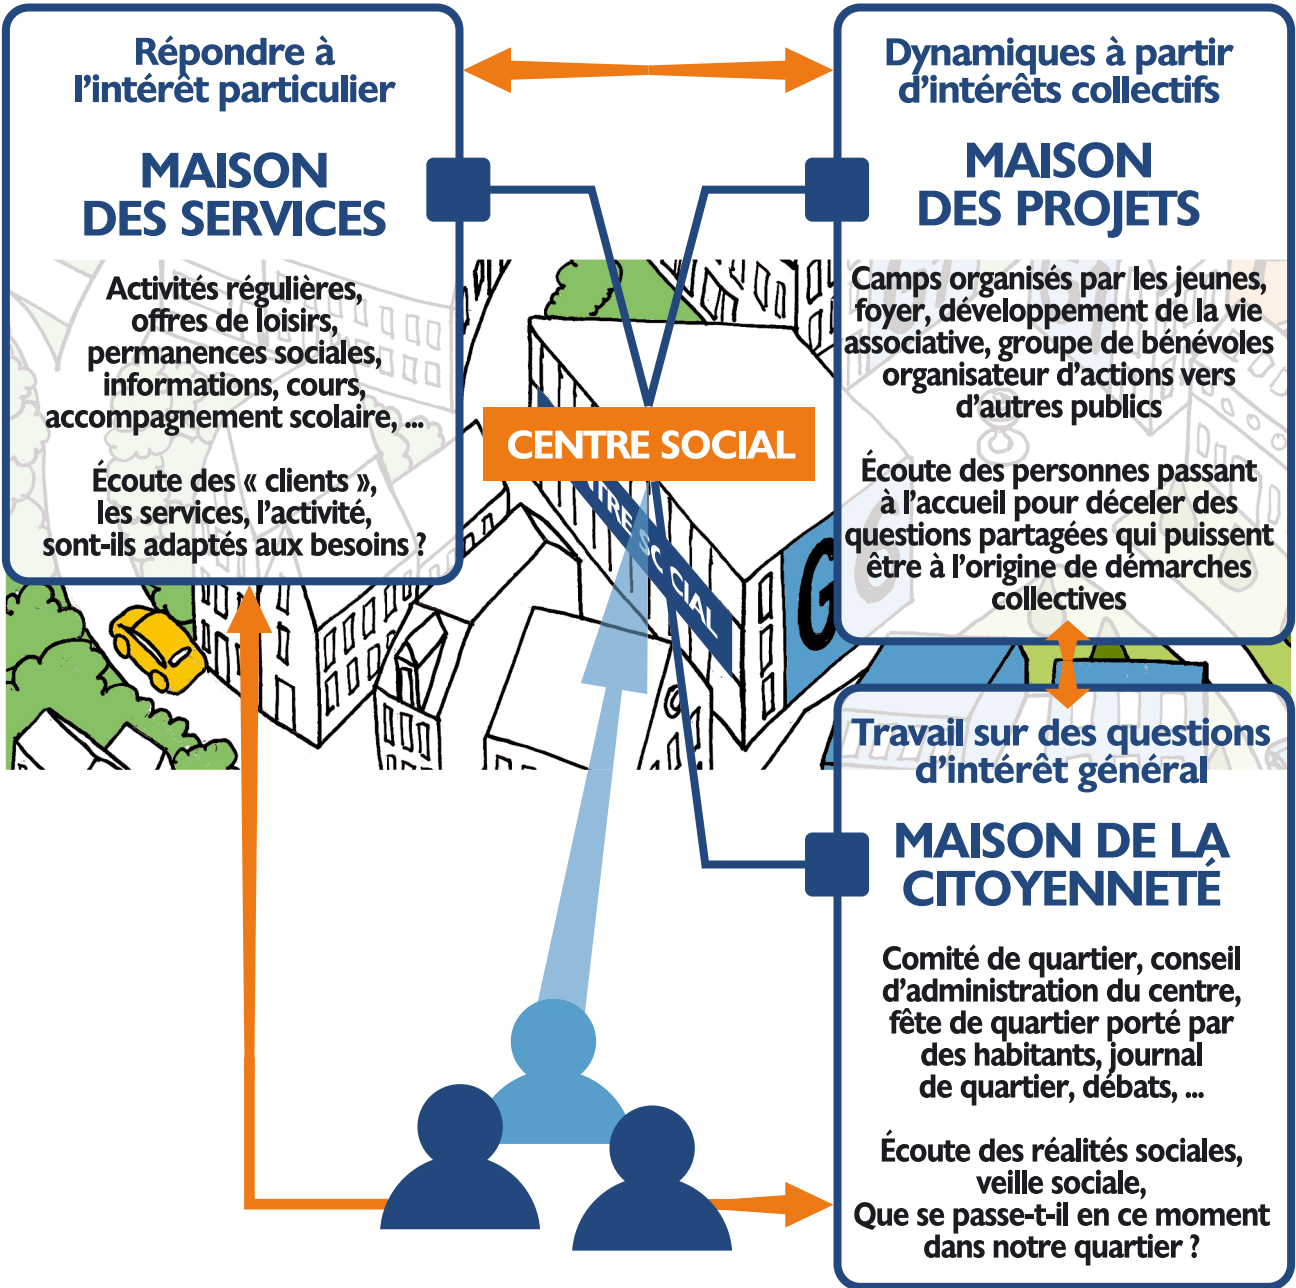 Répondre à
l'intérêt particulier
MAISON
DES SERVICES
Activités régulières,
offres de loisirs,
permanences sociales,
informations, cours,
accompagnement scolaire, ...
Écoute des « clients »,
les services, l'activité,
sont-ils adaptés aux besoins ?
Dynamiques à partir
d'intérêts collectifs
MAISON
DES PROJETS
Camps organisés par les jeunes,
foyer, développement de la vie
associative, groupe de bénévoles
organisateur d'actions vers
d'autres publics
Écoute des personnes passant
à l'accueil pour déceler des
questions partagées qui puissent
être à l'origine de démarches
collectives
CENTRE SOCIAL
TRE SOCIAL
Travail sur des questions
d'intérêt général
MAISON DE LA
CITOYENNETÉ
Comité de quartier, conseil
d'administration du centre,
fête de quartier porté par
des habitants, journal
de quartier, débats, ...
Écoute des réalités sociales,
veille sociale,
Que se passe-t-il en ce moment
dans notre quartier ?